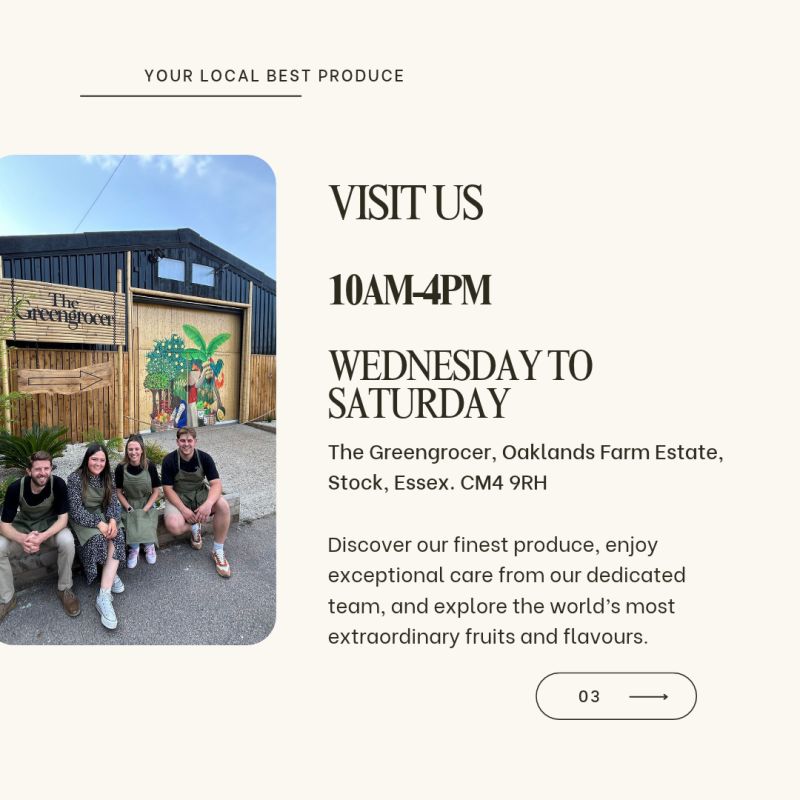 YOUR LOCAL BEST PRODUCE
The
Greengrocer
VISIT US
10AM-4PM
WEDNESDAY TO
SATURDAY
The Greengrocer, Oaklands Farm Estate,
Stock, Essex. CM4 9RH
Discover our finest produce, enjoy
exceptional care from our dedicated
team, and explore the world’s most
extraordinary fruits and flavours.
03